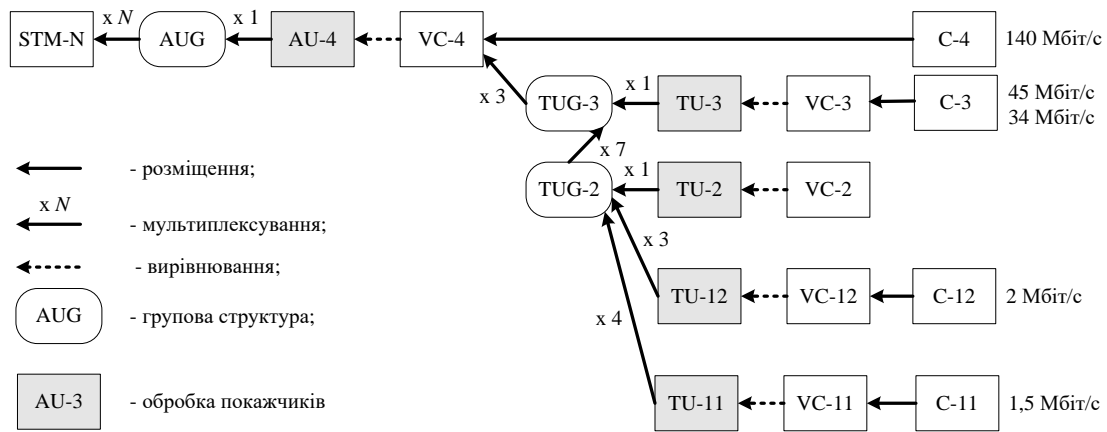 x N
x 1
STM-N
AUG
AU-4
VC-4
C-4
140 Мбіт/с
x 3
TUG-3
x 1
TU-3
VC-3
C-3
45 Мбіт/с
34 Мбіт/с
x 7
TUG-2
x 1
TU-2
VC-2
- розміщення;
x N
- мультиплексування;
x 3
- вирівнювання;
TU-12
VC-12
C-12
2 Мбіт/с
AUG
- групова структура;
x 4
AU-3
- обробка покажчиків
TU-11
VC-11
C-11
1,5 Мбіт/с